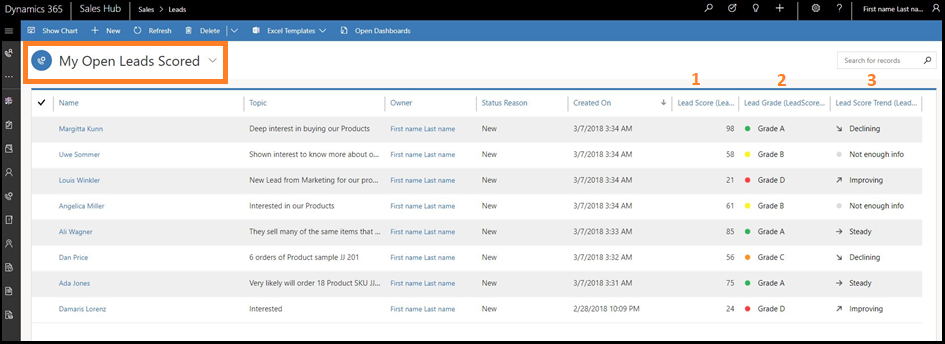 Dynamics 365 Sales Hub Sales > Leads First name Last na...
Show Chart + New Refresh Delete Excel Templates Open Dashboards
My Open Leads Scored
Search for records
1 2 3
Name Topic Owner Status Reason Created On Lead Score (Lea... Lead Grade (LeadScore... Lead Score Trend (Lead...
Margitta Kunn Deep interest in buying our Products First name Last name New 3/7/2018 3:34 AM 98 Grade A Declining
Uwe Sommer Shown interest to know more about o... First name Last name New 3/7/2018 3:34 AM 58 Grade B Not enough info
Louis Winkler New Lead from Marketing for our pro... First name Last name New 3/7/2018 3:34 AM 21 Grade D Improving
Angelica Miller Interested in our Products First name Last name New 3/7/2018 3:34 AM 61 Grade B Not enough info
Ali Wagner They sell many of the same items that ... First name Last name New 3/7/2018 3:33 AM 85 Grade A Steady
Dan Price 6 orders of Product sample JJ 201 First name Last name New 3/7/2018 3:32 AM 56 Grade C Declining
Ada Jones Very likely will order 18 Product SKU JJ... First name Last name New 3/7/2018 3:31 AM 75 Grade A Steady
Damaris Lorenz Interested First name Last name New 2/28/2018 10:09 PM 24 Grade D Improving